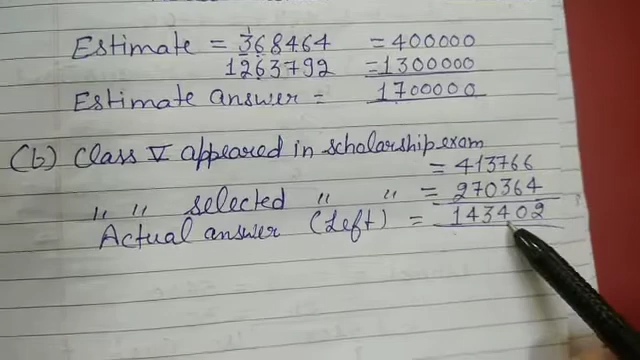 Estimate = 368464 = 400000
1263792 = 1300000
Estimate answer = 1700000
(b) Class V appeared in scholarship exam
= 413766
" " selected " " = 270364
Actual answer (Left) = 143402